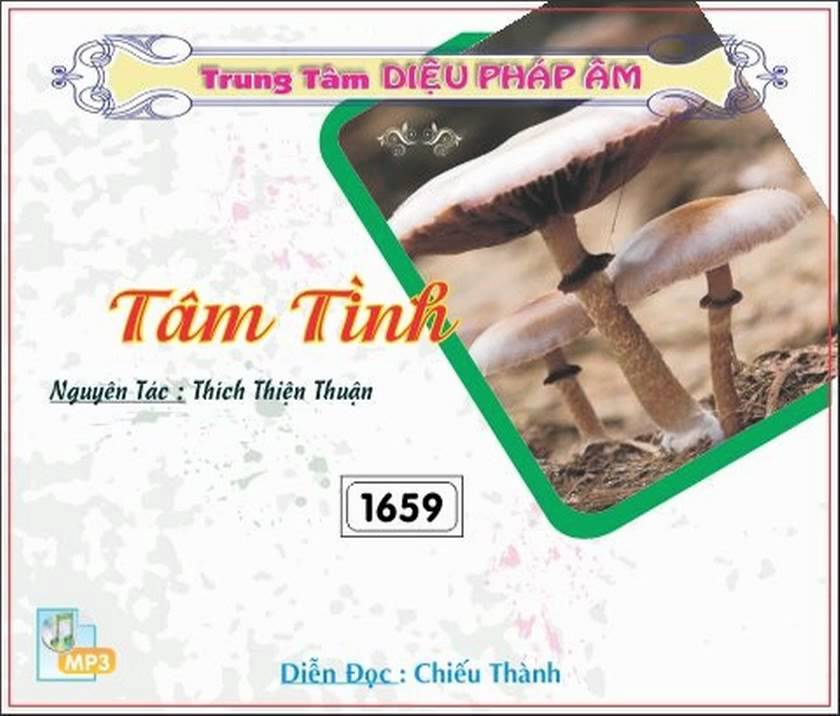 Trung Tâm DIỆU PHÁP ÂM
Tâm Tình
Nguyên Tác : Thích Thiện Thuận
1659
MP3
Diễn Đọc : Chiếu Thành